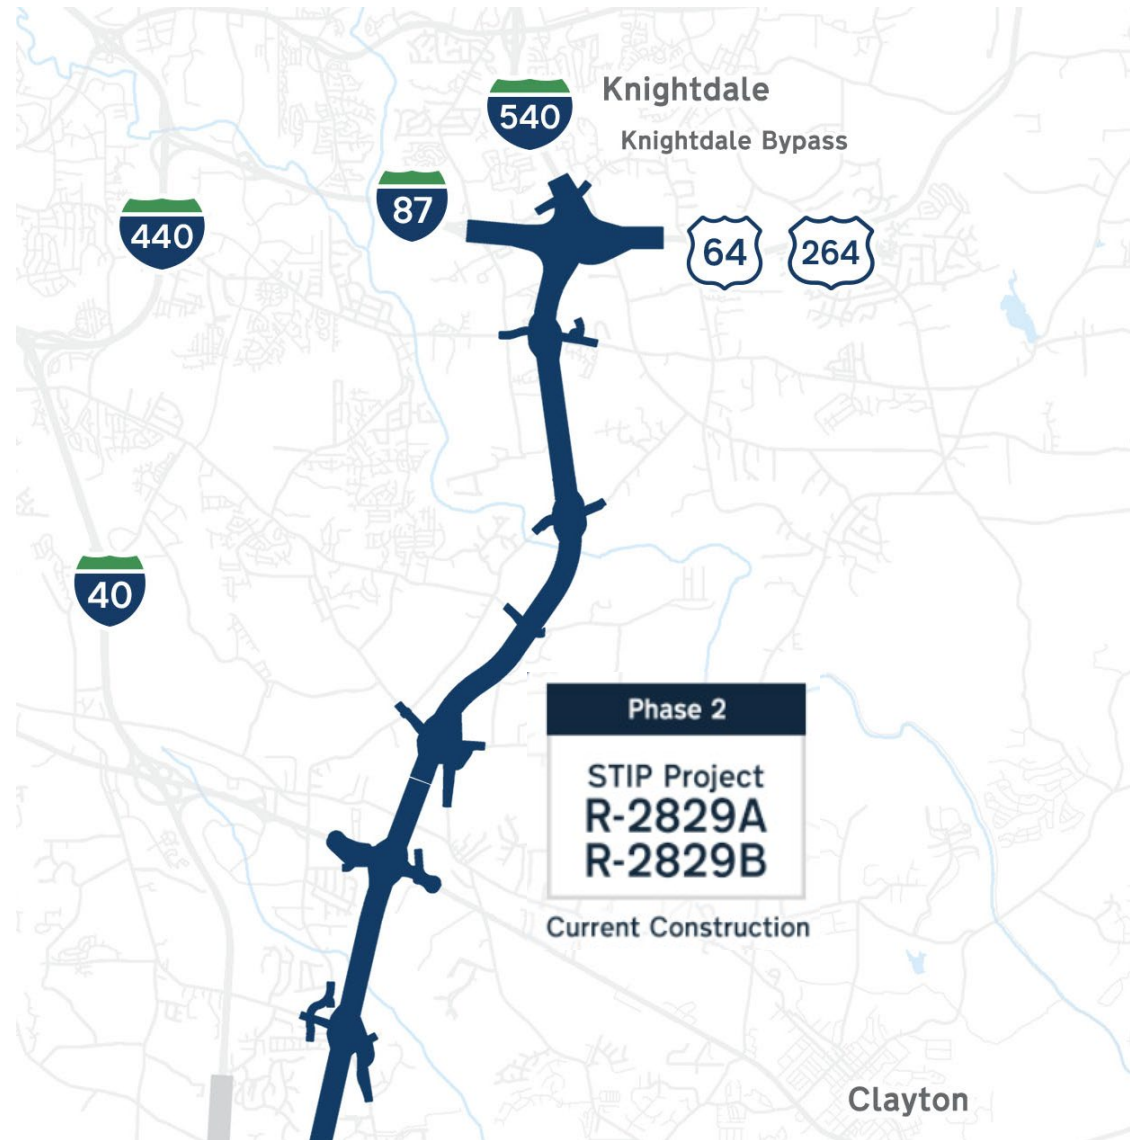 540
Knightdale
Knightdale Bypass
87
440
64
264
40
Phase 2
STIP Project
R-2829A
R-2829B
Current Construction
Clayton